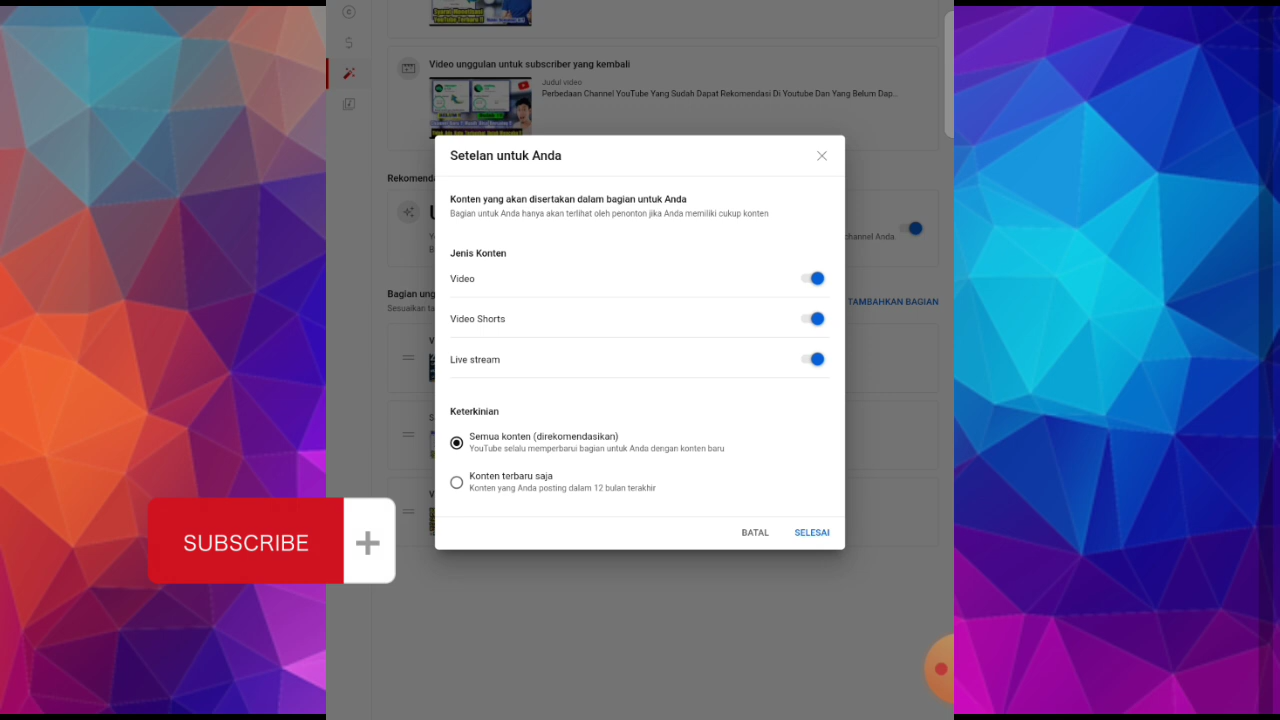 Video unggulan untuk subscriber yang kembali
Judul video
Perbedaan Channel YouTube Yang Sudah Dapat Rekomendasi Di Youtube Dan Yang Belum Dap...
Setelan untuk Anda
Konten yang akan disertakan dalam bagian untuk Anda
Bagian untuk Anda hanya akan terlihat oleh penonton jika Anda memiliki cukup konten
channel Anda
Jenis Konten
Video
TAMBAHKAN BAGIAN
Video Shorts
Live stream
Keterkinian
Semua konten (direkomendasikan)
YouTube selalu memperbarui bagian untuk Anda dengan konten baru
Konten terbaru saja
Konten yang Anda posting dalam 12 bulan terakhir
BATAL
SELESAI
SUBSCRIBE +